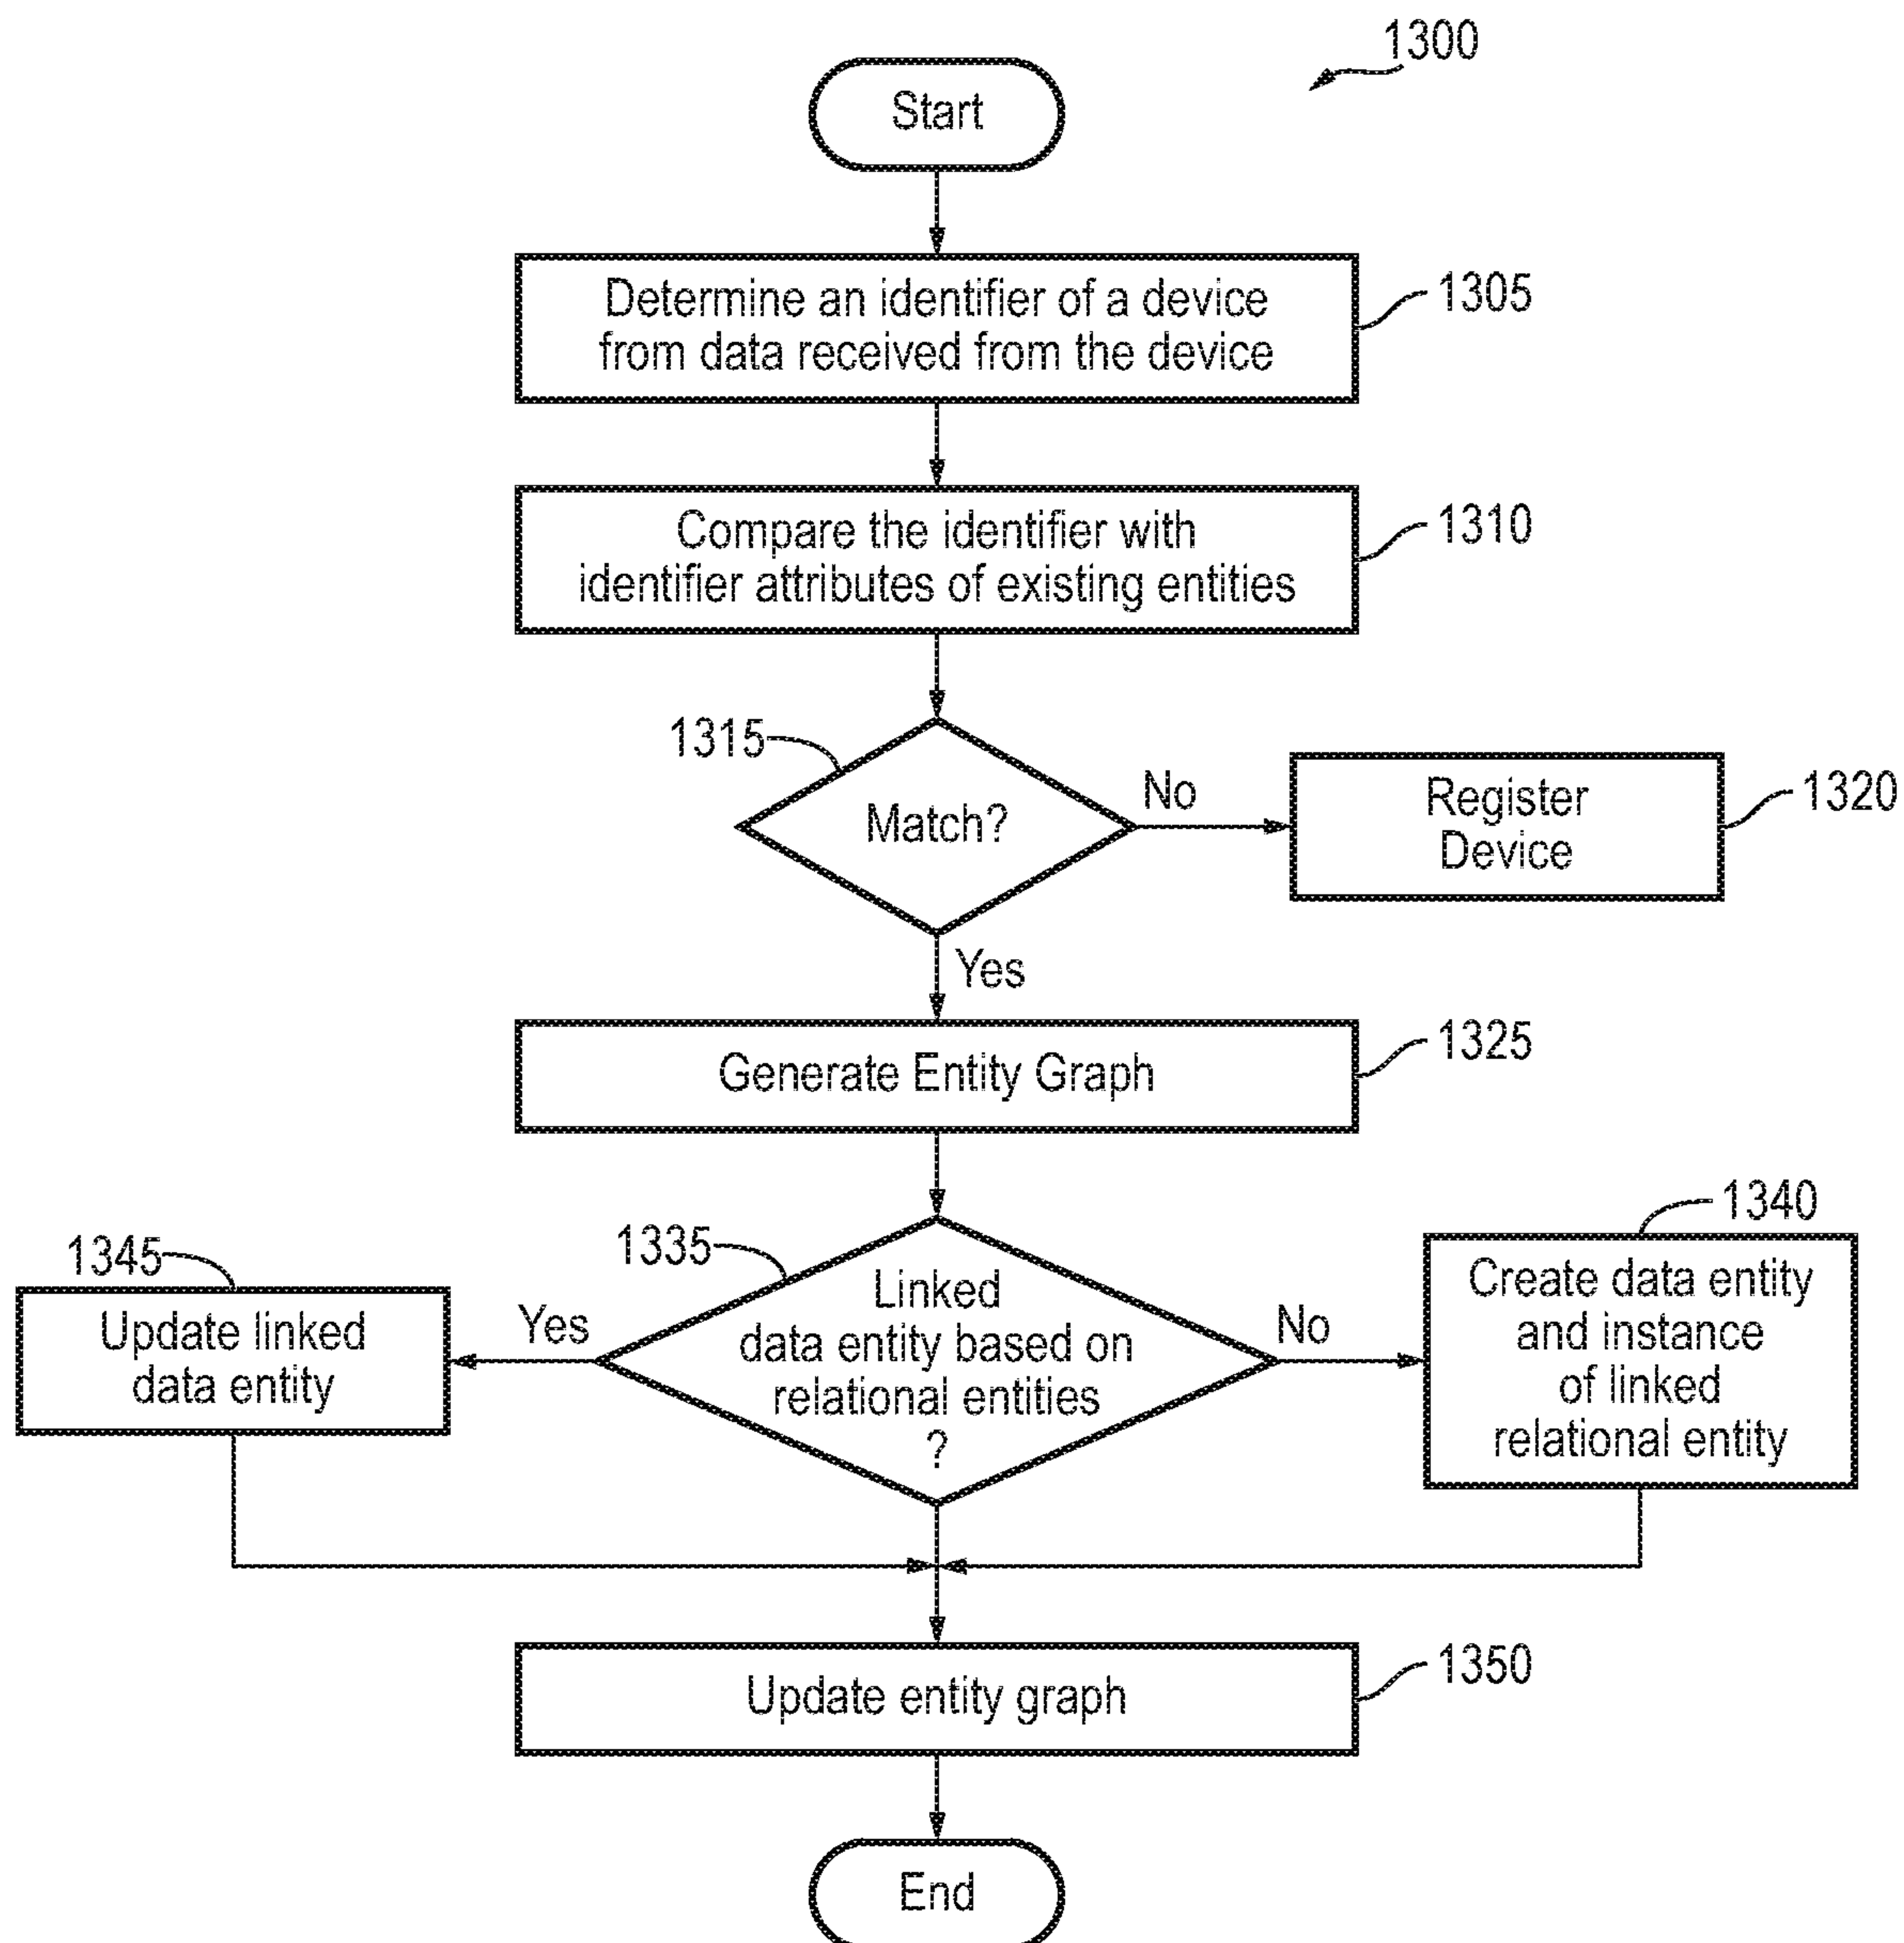 1300
Start
Determine an identifier of a device
from data received from the device
1305
Compare the identifier with
identifier attributes of existing entities
1310
1315
Match?
No
Register
Device
1320
Yes
Generate Entity Graph
1325
1335
Linked
data entity based on
relational entities
?
Yes
1345
Update linked
data entity
No
1340
Create data entity
and instance
of linked
relational entity
Update entity graph
1350
End